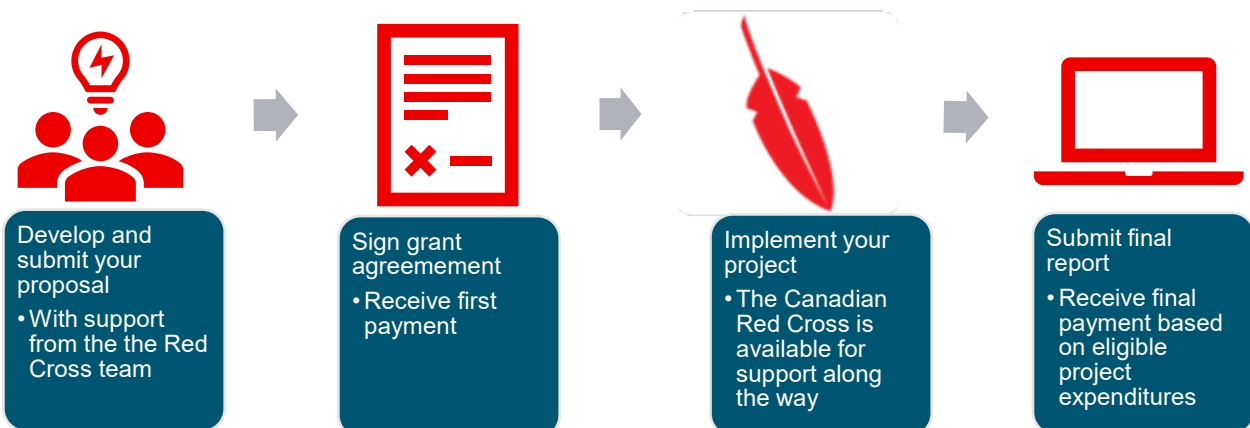 Develop and
submit your
proposal
• With support
from the the Red
Cross team
Sign grant
agreemement
• Receive first
payment
Implement your
project
• The Canadian
Red Cross is
available for
support along
the way
Submit final
report
• Receive final
payment based
on eligible
project
expenditures